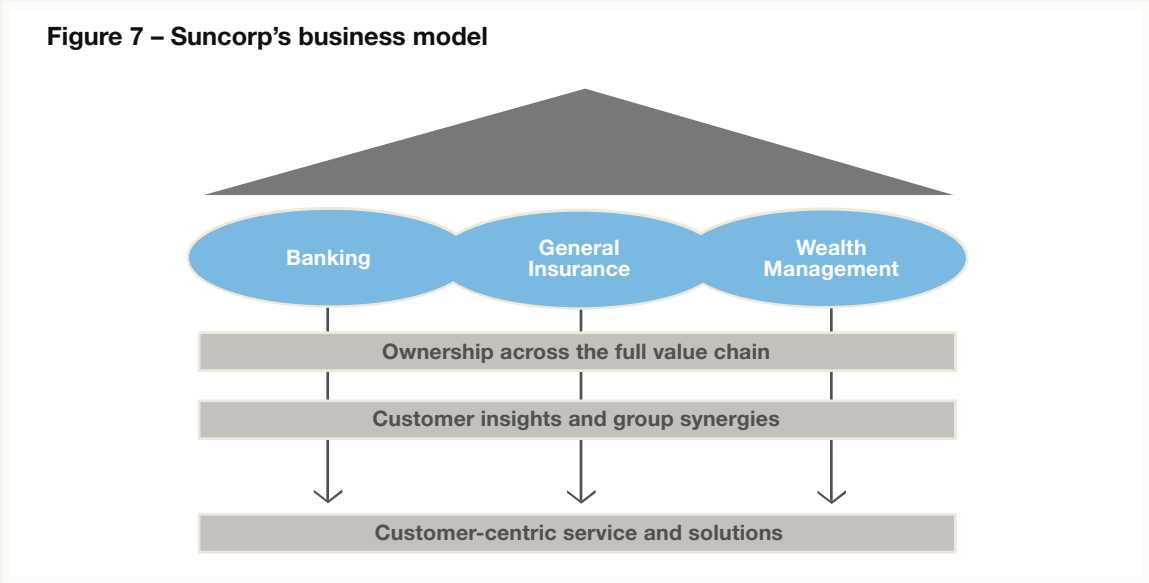 Figure 7 – Suncorp’s business model
Banking
General
Insurance
Wealth
Management
Ownership across the full value chain
Customer insights and group synergies
Customer-centric service and solutions